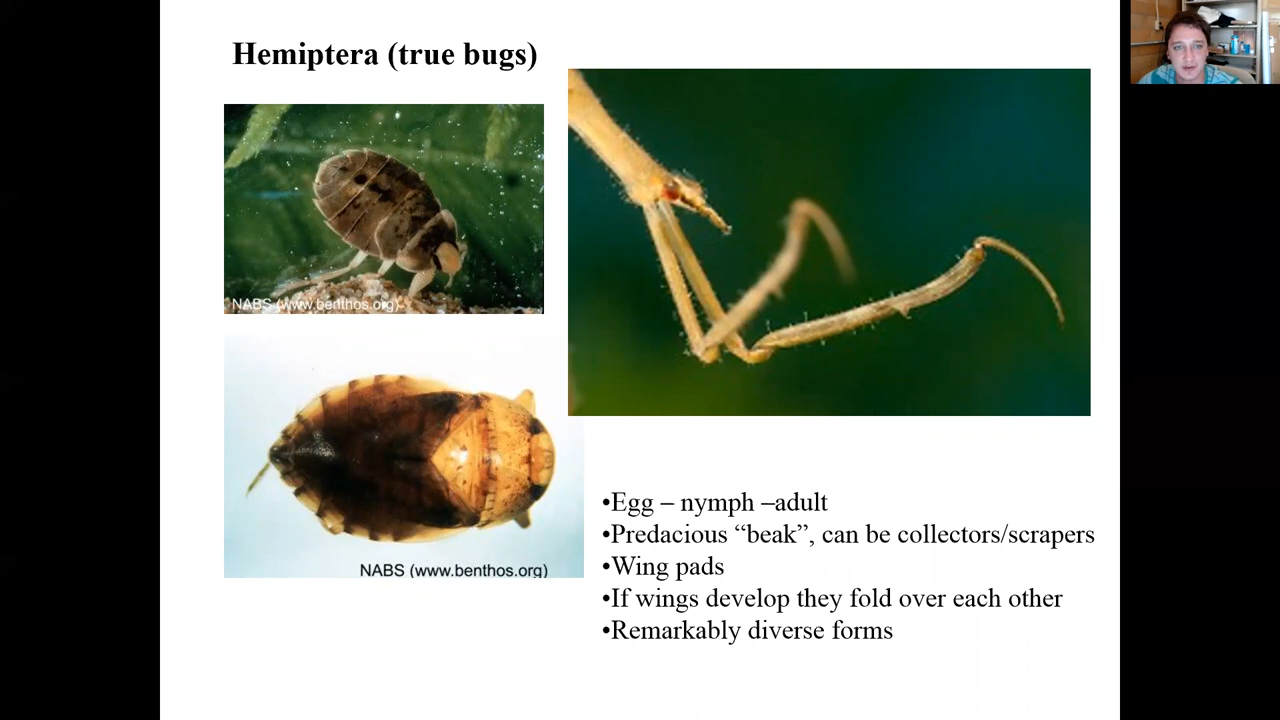 Hemiptera (true bugs)
NABS (www.benthos.org)
NABS (www.benthos.org)
•Egg – nymph –adult
•Predacious “beak”, can be collectors/scrapers
•Wing pads
•If wings develop they fold over each other
•Remarkably diverse forms